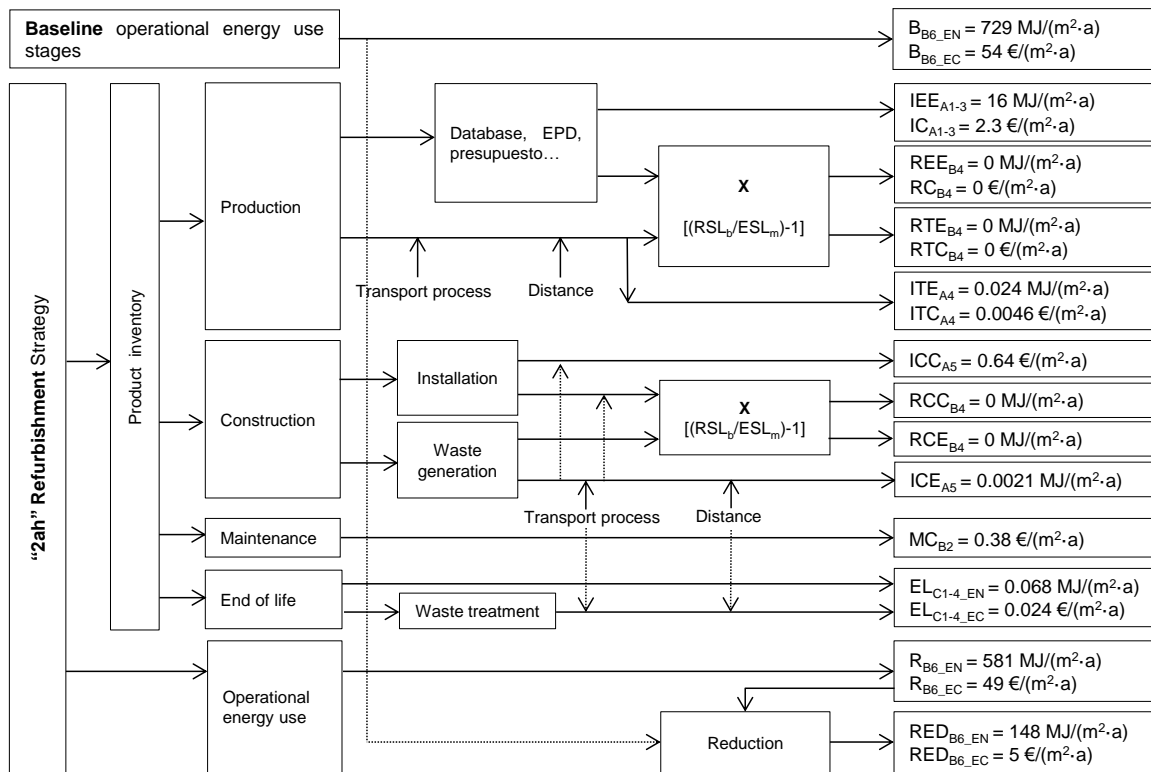 Baseline operational energy use
stages
B_B6_EN = 729 MJ/(m²·a)
B_B6_EC = 54 €/(m²·a)
"2ah" Refurbishment Strategy
Product inventory
Production
Database, EPD,
presupuesto…
IEE_A1-3 = 16 MJ/(m²·a)
IC_A1-3 = 2.3 €/(m²·a)
X
[(RSL_b/ESL_m)-1]
REE_B4 = 0 MJ/(m²·a)
RC_B4 = 0 €/(m²·a)
RTE_B4 = 0 MJ/(m²·a)
RTC_B4 = 0 €/(m²·a)
Transport process
Distance
ITE_A4 = 0.024 MJ/(m²·a)
ITC_A4 = 0.0046 €/(m²·a)
Construction
Installation
ICC_A5 = 0.64 €/(m²·a)
X
[(RSL_b/ESL_m)-1]
RCC_B4 = 0 MJ/(m²·a)
RCE_B4 = 0 MJ/(m²·a)
Waste
generation
ICE_A5 = 0.0021 MJ/(m²·a)
Transport process
Distance
Maintenance
MC_B2 = 0.38 €/(m²·a)
End of life
Waste treatment
EL_C1-4_EN = 0.068 MJ/(m²·a)
EL_C1-4_EC = 0.024 €/(m²·a)
Operational
energy use
R_B6_EN = 581 MJ/(m²·a)
R_B6_EC = 49 €/(m²·a)
Reduction
RED_B6_EN = 148 MJ/(m²·a)
RED_B6_EC = 5 €/(m²·a)